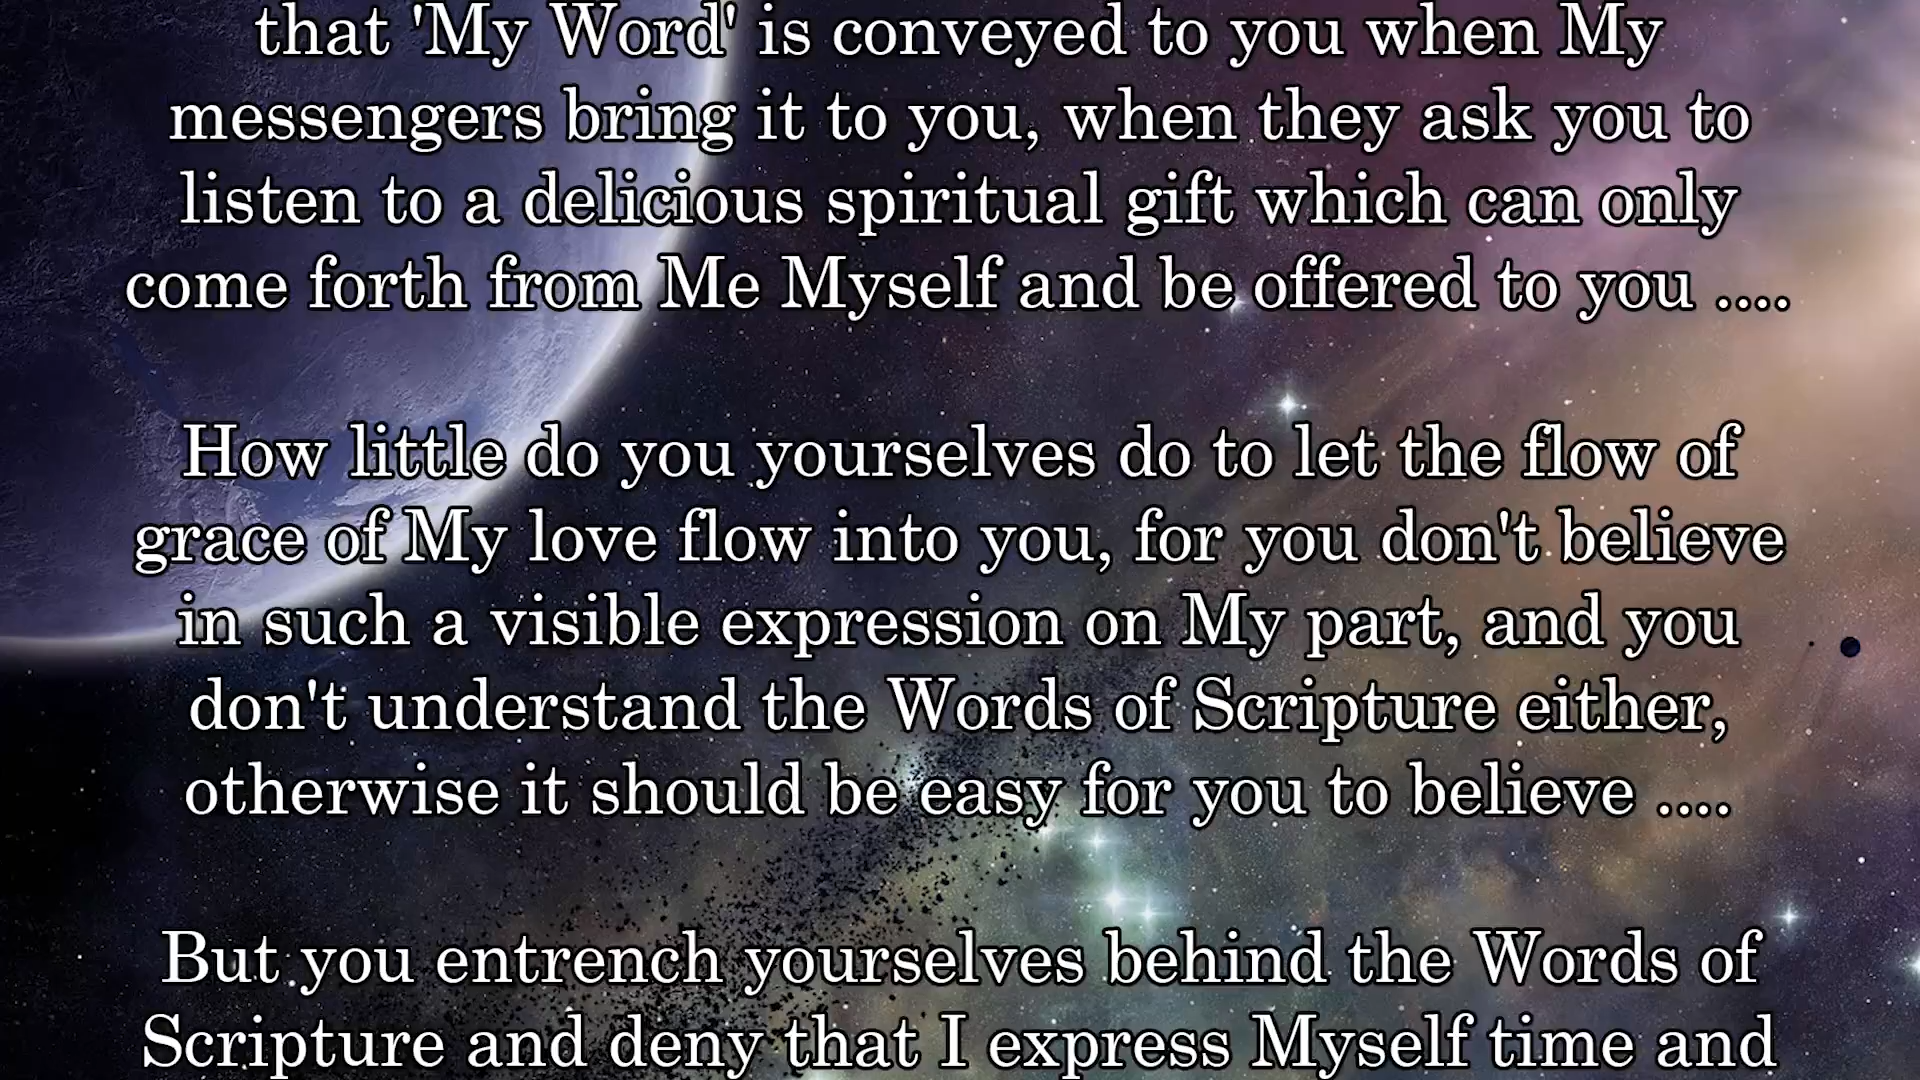 that 'My Word' is conveyed to you when My
messengers bring it to you, when they ask you to
listen to a delicious spiritual gift which can only
come forth from Me Myself and be offered to you ....
How little do you yourselves do to let the flow of
grace of My love flow into you, for you don't believe
in such a visible expression on My part, and you
don't understand the Words of Scripture either,
otherwise it should be easy for you to believe ....
But you entrench yourselves behind the Words of
Scripture and deny that I express Myself time and